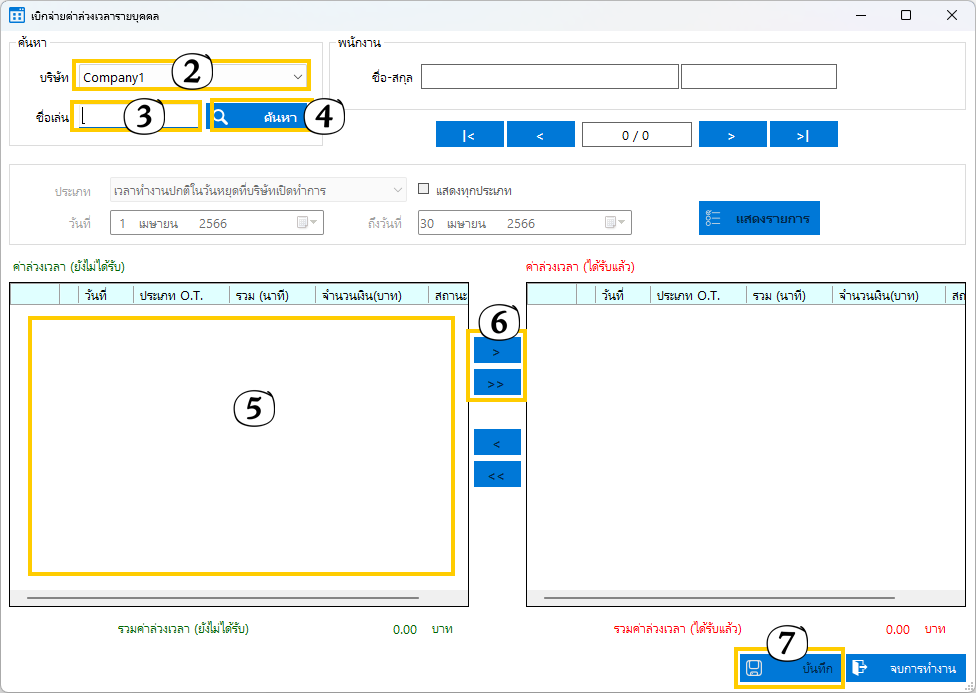 เบิกจ่ายค่าล่วงเวลารายบุคคล
ค้นหา
บริษัท Company1 2
ชื่อเล่น 3 ค้นหา 4
พนักงาน
ชื่อ-สกุล
|< < 0 / 0 > >|
ประเภท เวลาทำงานปกติในวันหยุดที่บริษัทเปิดทำการ แสดงทุกประเภท
วันที่ 1 เมษายน 2566 ถึงวันที่ 30 เมษายน 2566 แสดงรายการ
ค่าล่วงเวลา (ยังไม่ได้รับ)
วันที่ ประเภท O.T. รวม (นาที) จำนวนเงิน(บาท) สถานะ
5
6
>
>>
<
<<
ค่าล่วงเวลา (ได้รับแล้ว)
วันที่ ประเภท O.T. รวม (นาที) จำนวนเงิน(บาท) สถ
รวมค่าล่วงเวลา (ยังไม่ได้รับ) 0.00 บาท
รวมค่าล่วงเวลา (ได้รับแล้ว) 0.00 บาท
7
บันทึก จบการทำงาน